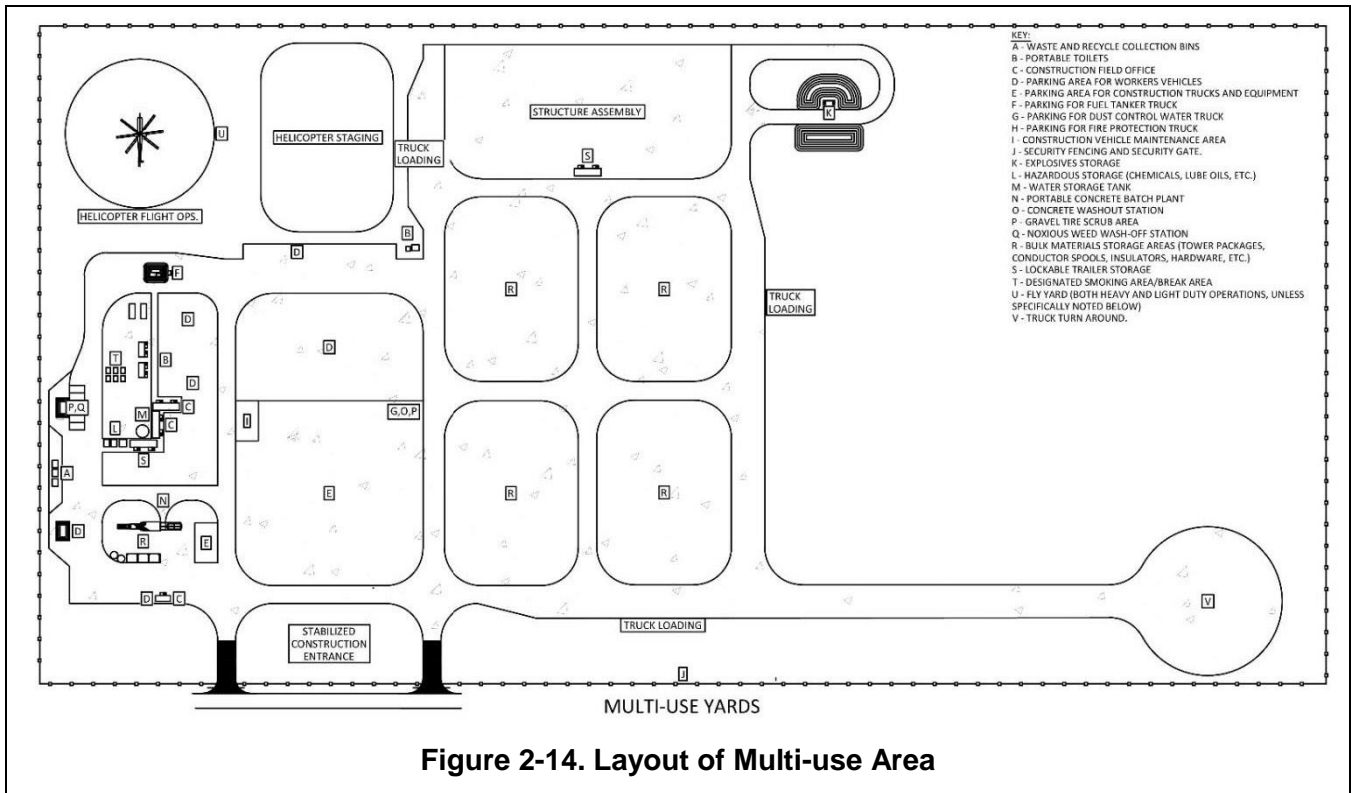 KEY:
A - WASTE AND RECYCLE COLLECTION BINS
B - PORTABLE TOILETS
C - CONSTRUCTION FIELD OFFICE
D - PARKING AREA FOR WORKERS VEHICLES
E - PARKING AREA FOR CONSTRUCTION TRUCKS AND EQUIPMENT
F - PARKING FOR FUEL TANKER TRUCK
G - PARKING FOR DUST CONTROL WATER TRUCK
H - PARKING FOR FIRE PROTECTION TRUCK
I - CONSTRUCTION VEHICLE MAINTENANCE AREA
J - SECURITY FENCING AND SECURITY GATE.
K - EXPLOSIVES STORAGE
L - HAZARDOUS STORAGE (CHEMICALS, LUBE OILS, ETC.)
M - WATER STORAGE TANK
N - PORTABLE CONCRETE BATCH PLANT
O - CONCRETE WASHOUT STATION
P - GRAVEL TIRE SCRUB AREA
Q - NOXIOUS WEED WASH-OFF STATION
R - BULK MATERIALS STORAGE AREAS (TOWER PACKAGES,
CONDUCTOR SPOOLS, INSULATORS, HARDWARE, ETC.)
S - LOCKABLE TRAILER STORAGE
T - DESIGNATED SMOKING AREA/BREAK AREA
U - FLY YARD (BOTH HEAVY AND LIGHT DUTY OPERATIONS, UNLESS
SPECIFICALLY NOTED BELOW)
V - TRUCK TURN AROUND.
STRUCTURE ASSEMBLY
K
U
HELICOPTER STAGING
TRUCK
LOADING
S
HELICOPTER FLIGHT OPS.
B
D
F
R
R
TRUCK
LOADING
D
D
T
B
D
P,Q
M
C
G,O,P
L
C
I
S
A
N
E
R
R
D
R
E
D
C
V
STABILIZED
CONSTRUCTION
ENTRANCE
TRUCK LOADING
J
MULTI-USE YARDS
Figure 2-14. Layout of Multi-use Area